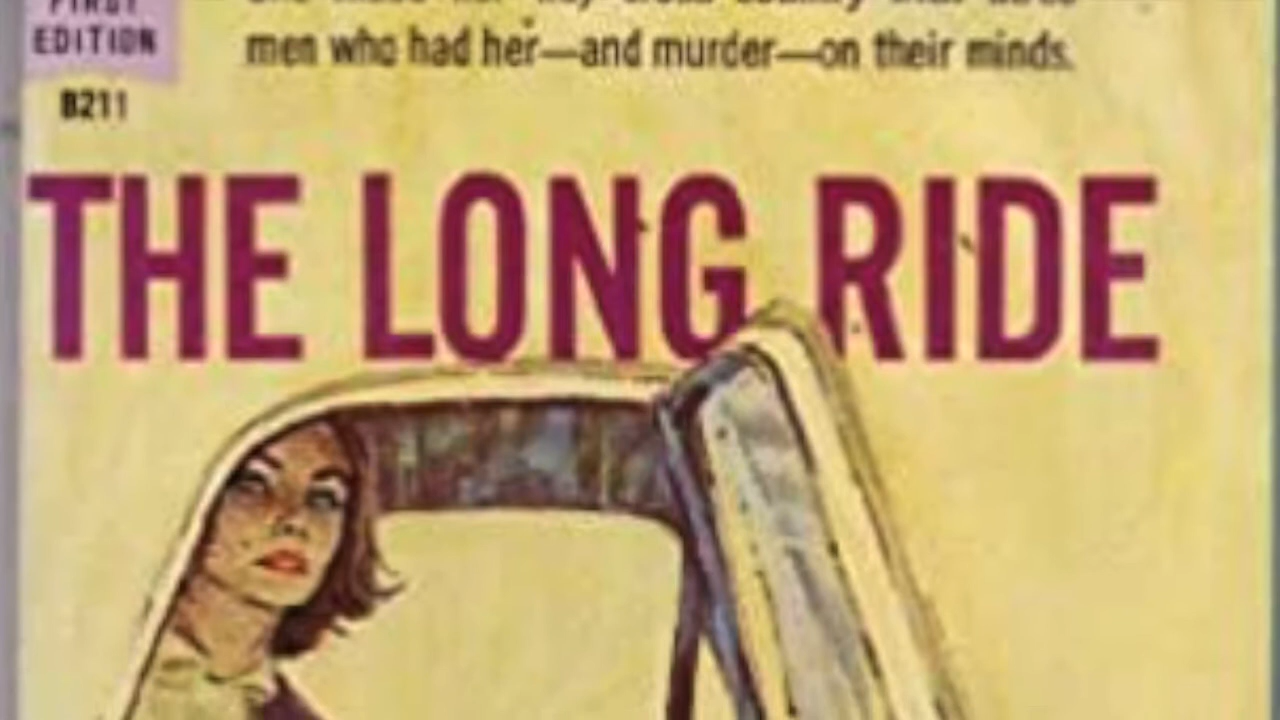 FIRST
EDITION
B211
men who had her—and murder—on their minds.
THE LONG RIDE